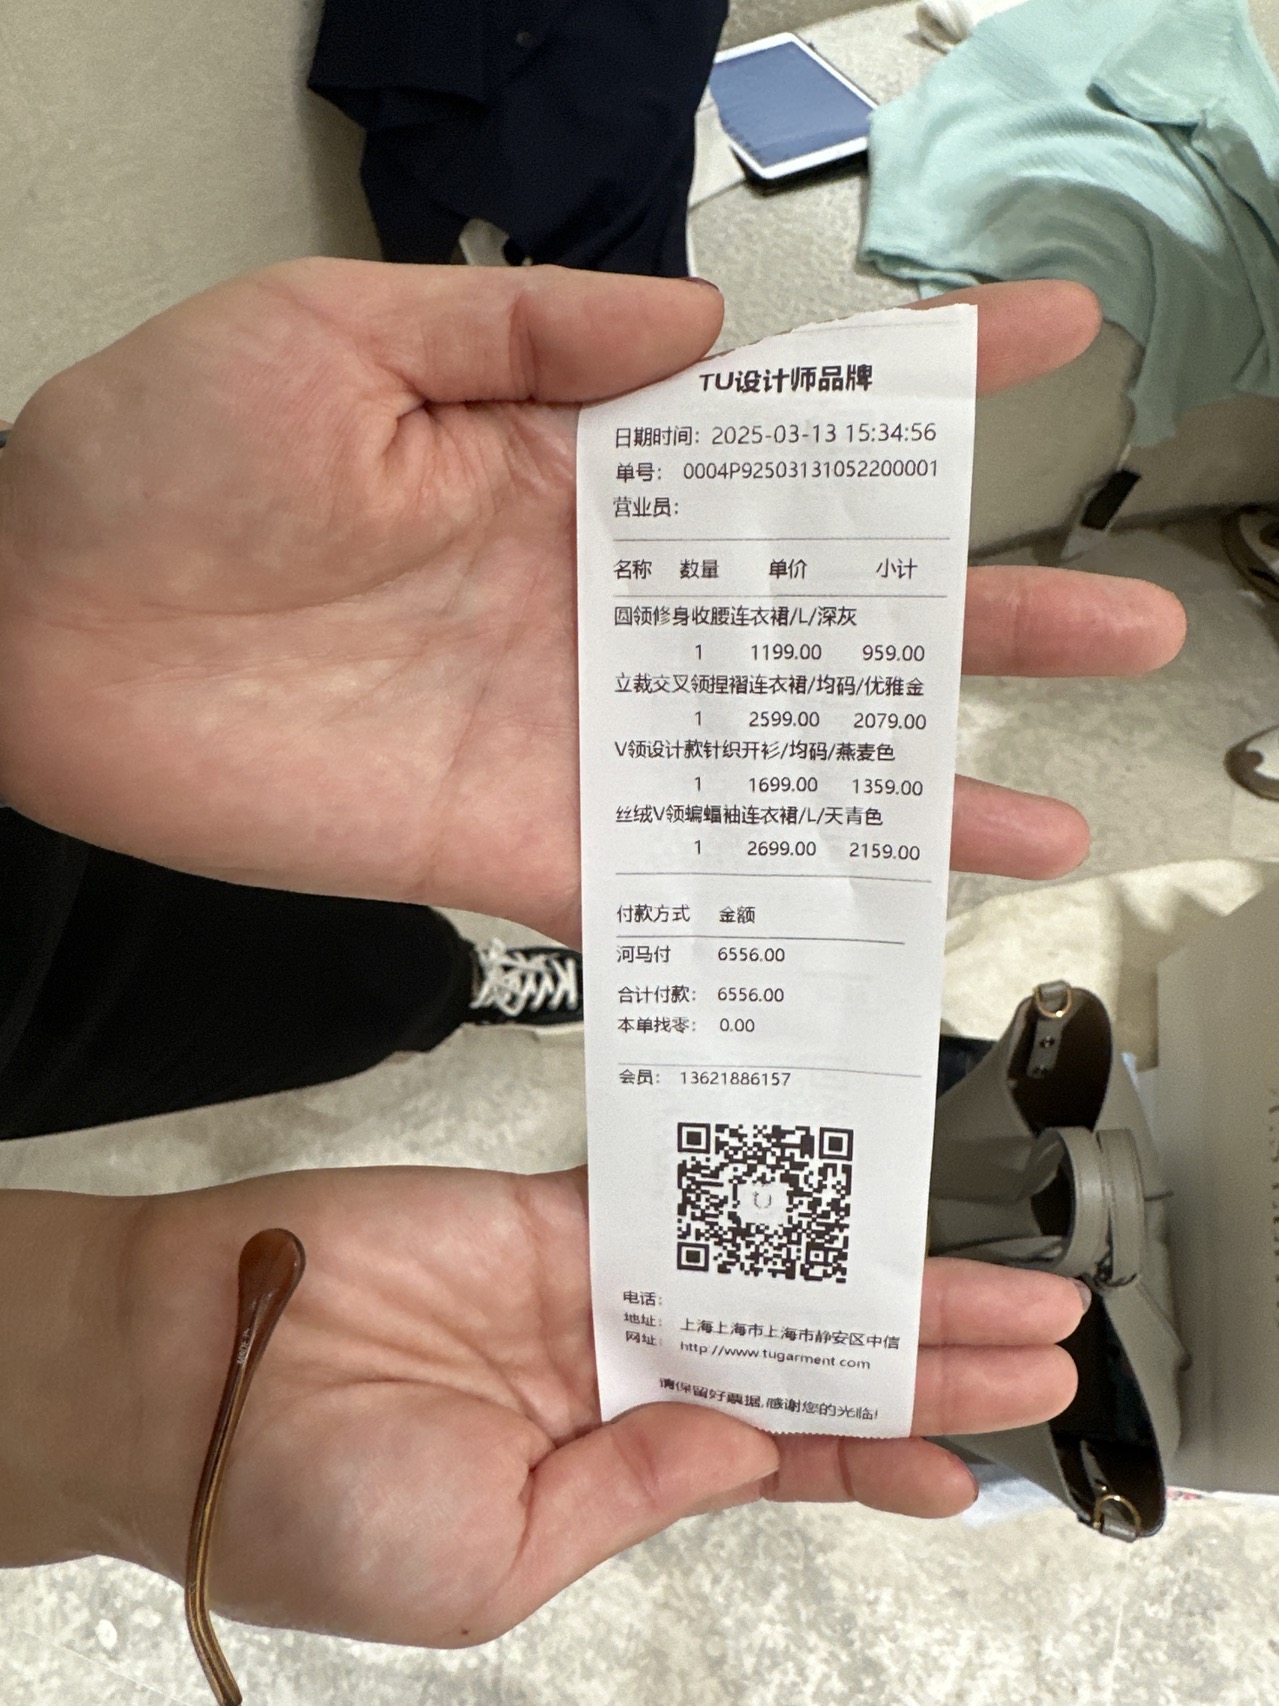 TU设计师品牌
日期时间: 2025-03-13 15:34:56
单号: 0004P92503131052200001
营业员:
名称 数量 单价 小计
圆领修身收腰连衣裙/L/深灰
1 1199.00 959.00
立裁交叉领捏褶连衣裙/均码/优雅金
1 2599.00 2079.00
V领设计款针织开衫/均码/燕麦色
1 1699.00 1359.00
丝绒V领蝙蝠袖连衣裙/L/天青色
1 2699.00 2159.00
付款方式 金额
河马付 6556.00
合计付款: 6556.00
本单找零: 0.00
会员: 13621886157
电话:
地址: 上海上海市上海市静安区中信
网址: http://www.tugarment.com
请保留好票据,感谢您的光临!